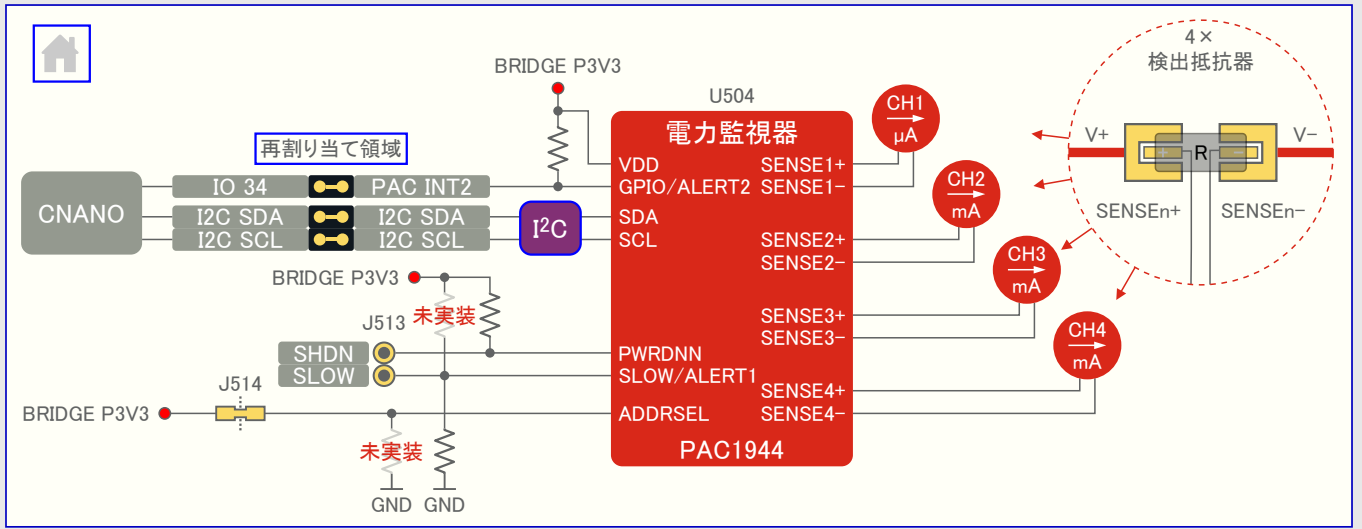 4×
検出抵抗器
V+
R
V-
SENSEn+
SENSEn-
BRIDGE P3V3
U504
電力監視器
VDD
GPIO/ALERT2
SDA
SCL
PWRDNN
SLOW/ALERT1
ADDRSEL
SENSE1+
SENSE1-
SENSE2+
SENSE2-
SENSE3+
SENSE3-
SENSE4+
SENSE4-
PAC1944
CH1
µA
CH2
mA
CH3
mA
CH4
mA
再割り当て領域
CNANO
IO 34
PAC INT2
I2C SDA
I2C SDA
I2C SCL
I2C SCL
I²C
BRIDGE P3V3
未実装
J513
SHDN
SLOW
J514
BRIDGE P3V3
未実装
GND
GND